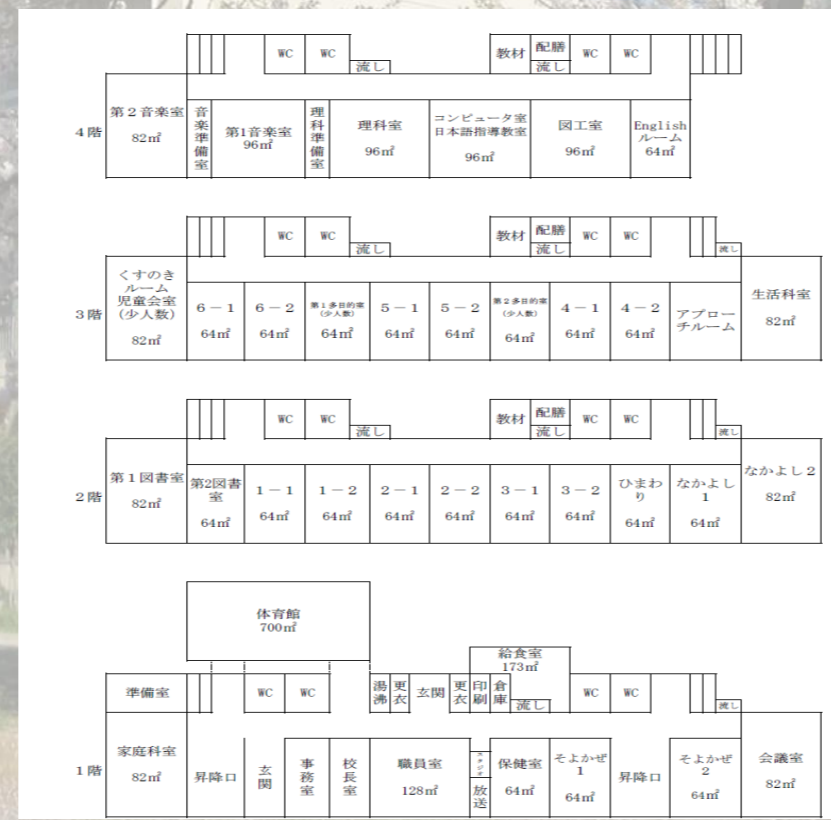 WC
WC
流し
教材
配膳
流し
WC
WC
4階
第2音楽室
82㎡
音楽準備室
第1音楽室
96㎡
理科準備室
理科室
96㎡
コンピュータ室
日本語指導教室
96㎡
図工室
96㎡
English
ルーム
64㎡
WC
WC
流し
教材
配膳
流し
WC
WC
流し
3階
くすのき
ルーム
児童会室
(少人数)
82㎡
6-1
64㎡
6-2
64㎡
第1多目的室
(少人数)
64㎡
5-1
64㎡
5-2
64㎡
第2多目的室
(少人数)
64㎡
4-1
64㎡
4-2
64㎡
アプロー
チルーム
生活科室
82㎡
WC
WC
流し
教材
配膳
流し
WC
WC
流し
2階
第1図書室
82㎡
第2図書
室
64㎡
1-1
64㎡
1-2
64㎡
2-1
64㎡
2-2
64㎡
3-1
64㎡
3-2
64㎡
ひまわ
り
64㎡
なかよし
1
64㎡
なかよし2
82㎡
体育館
700㎡
給食室
173㎡
準備室
WC
WC
湯沸
更衣
玄関
更衣
印刷
倉庫
流し
WC
WC
流し
1階
家庭科室
82㎡
昇降口
玄関
事務室
校長室
職員室
128㎡
スタジオ
放送
保健室
64㎡
そよかぜ
1
64㎡
昇降口
そよかぜ
2
64㎡
会議室
82㎡